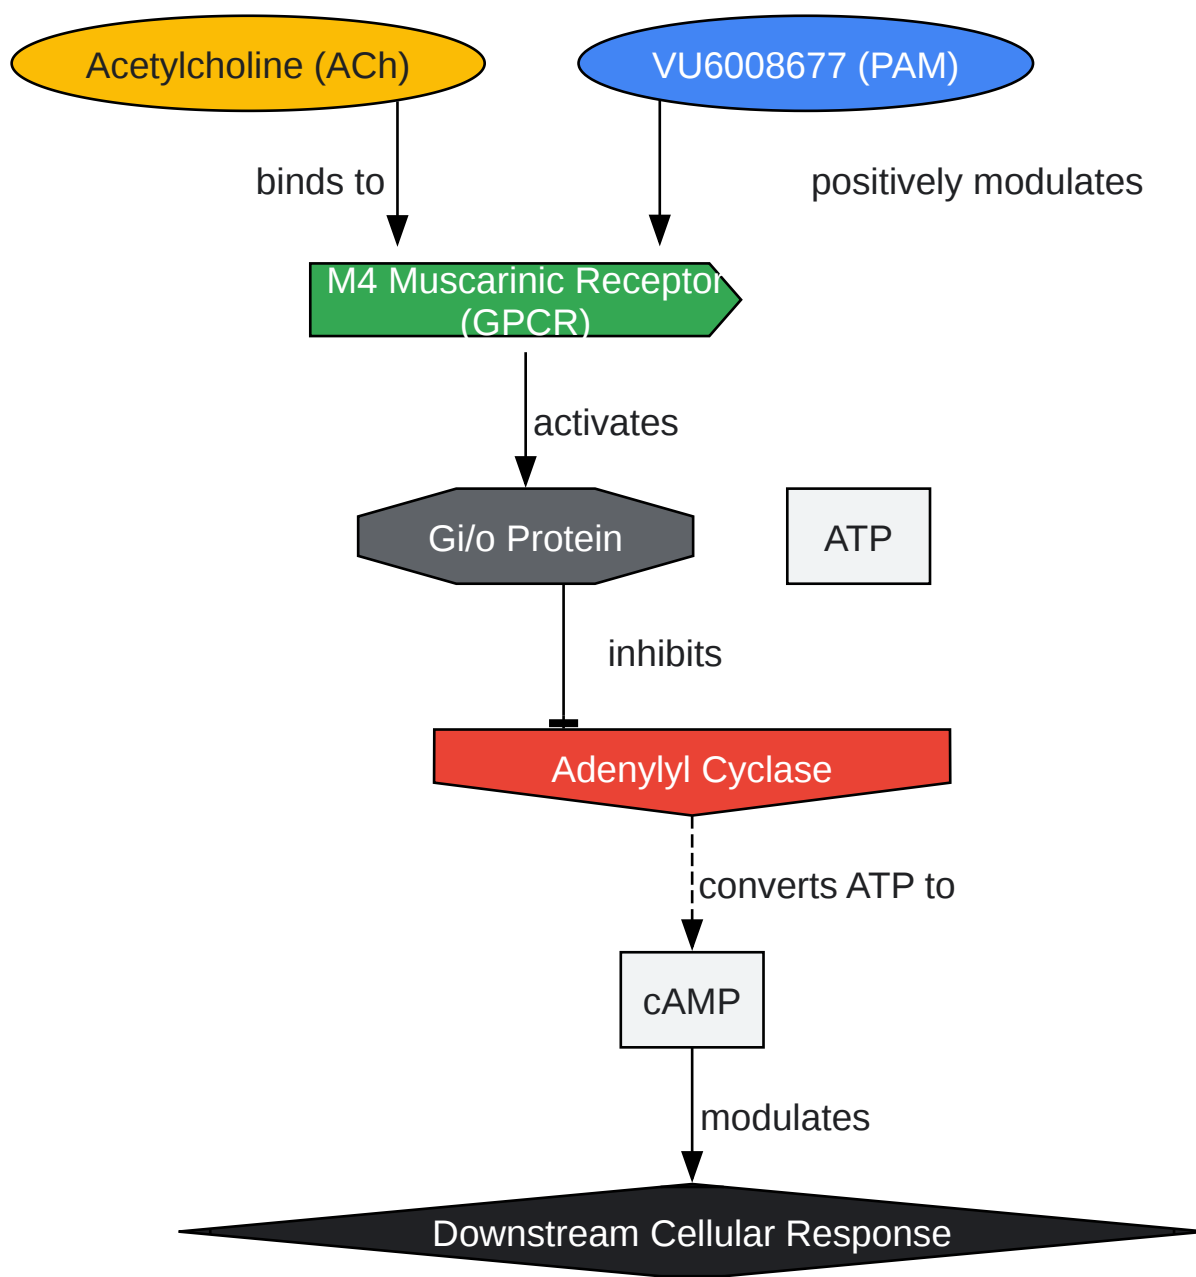 Acetylcholine (ACh)
VU6008677 (PAM)
binds to
positively modulates
M4 Muscarinic Receptor
(GPCR)
activates
Gi/o Protein
ATP
inhibits
Adenylyl Cyclase
converts ATP to
cAMP
modulates
Downstream Cellular Response